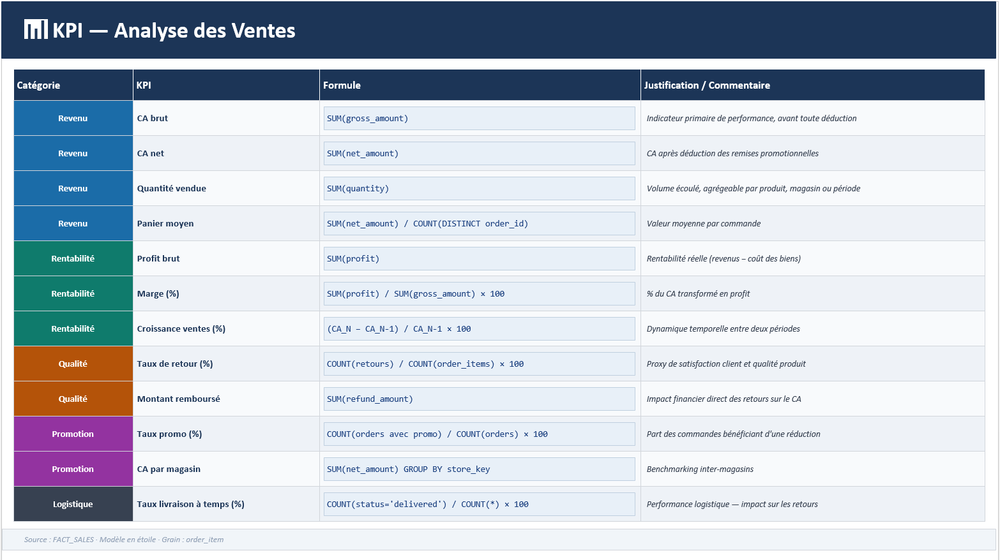 KPI — Analyse des Ventes
Catégorie KPI Formule Justification / Commentaire
Revenu CA brut SUM(gross_amount) Indicateur primaire de performance, avant toute déduction
Revenu CA net SUM(net_amount) CA après déduction des remises promotionnelles
Revenu Quantité vendue SUM(quantity) Volume écoulé, agrégeable par produit, magasin ou période
Revenu Panier moyen SUM(net_amount) / COUNT(DISTINCT order_id) Valeur moyenne par commande
Rentabilité Profit brut SUM(profit) Rentabilité réelle (revenus – coût des biens)
Rentabilité Marge (%) SUM(profit) / SUM(gross_amount) × 100 % du CA transformé en profit
Rentabilité Croissance ventes (%) (CA_N – CA_N-1) / CA_N-1 × 100 Dynamique temporelle entre deux périodes
Qualité Taux de retour (%) COUNT(retours) / COUNT(order_items) × 100 Proxy de satisfaction client et qualité produit
Qualité Montant remboursé SUM(refund_amount) Impact financier direct des retours sur le CA
Promotion Taux promo (%) COUNT(orders avec promo) / COUNT(orders) × 100 Part des commandes bénéficiant d'une réduction
Promotion CA par magasin SUM(net_amount) GROUP BY store_key Benchmarking inter-magasins
Logistique Taux livraison à temps (%) COUNT(status='delivered') / COUNT(*) × 100 Performance logistique — impact sur les retours
Source : FACT_SALES · Modèle en étoile · Grain : order_item